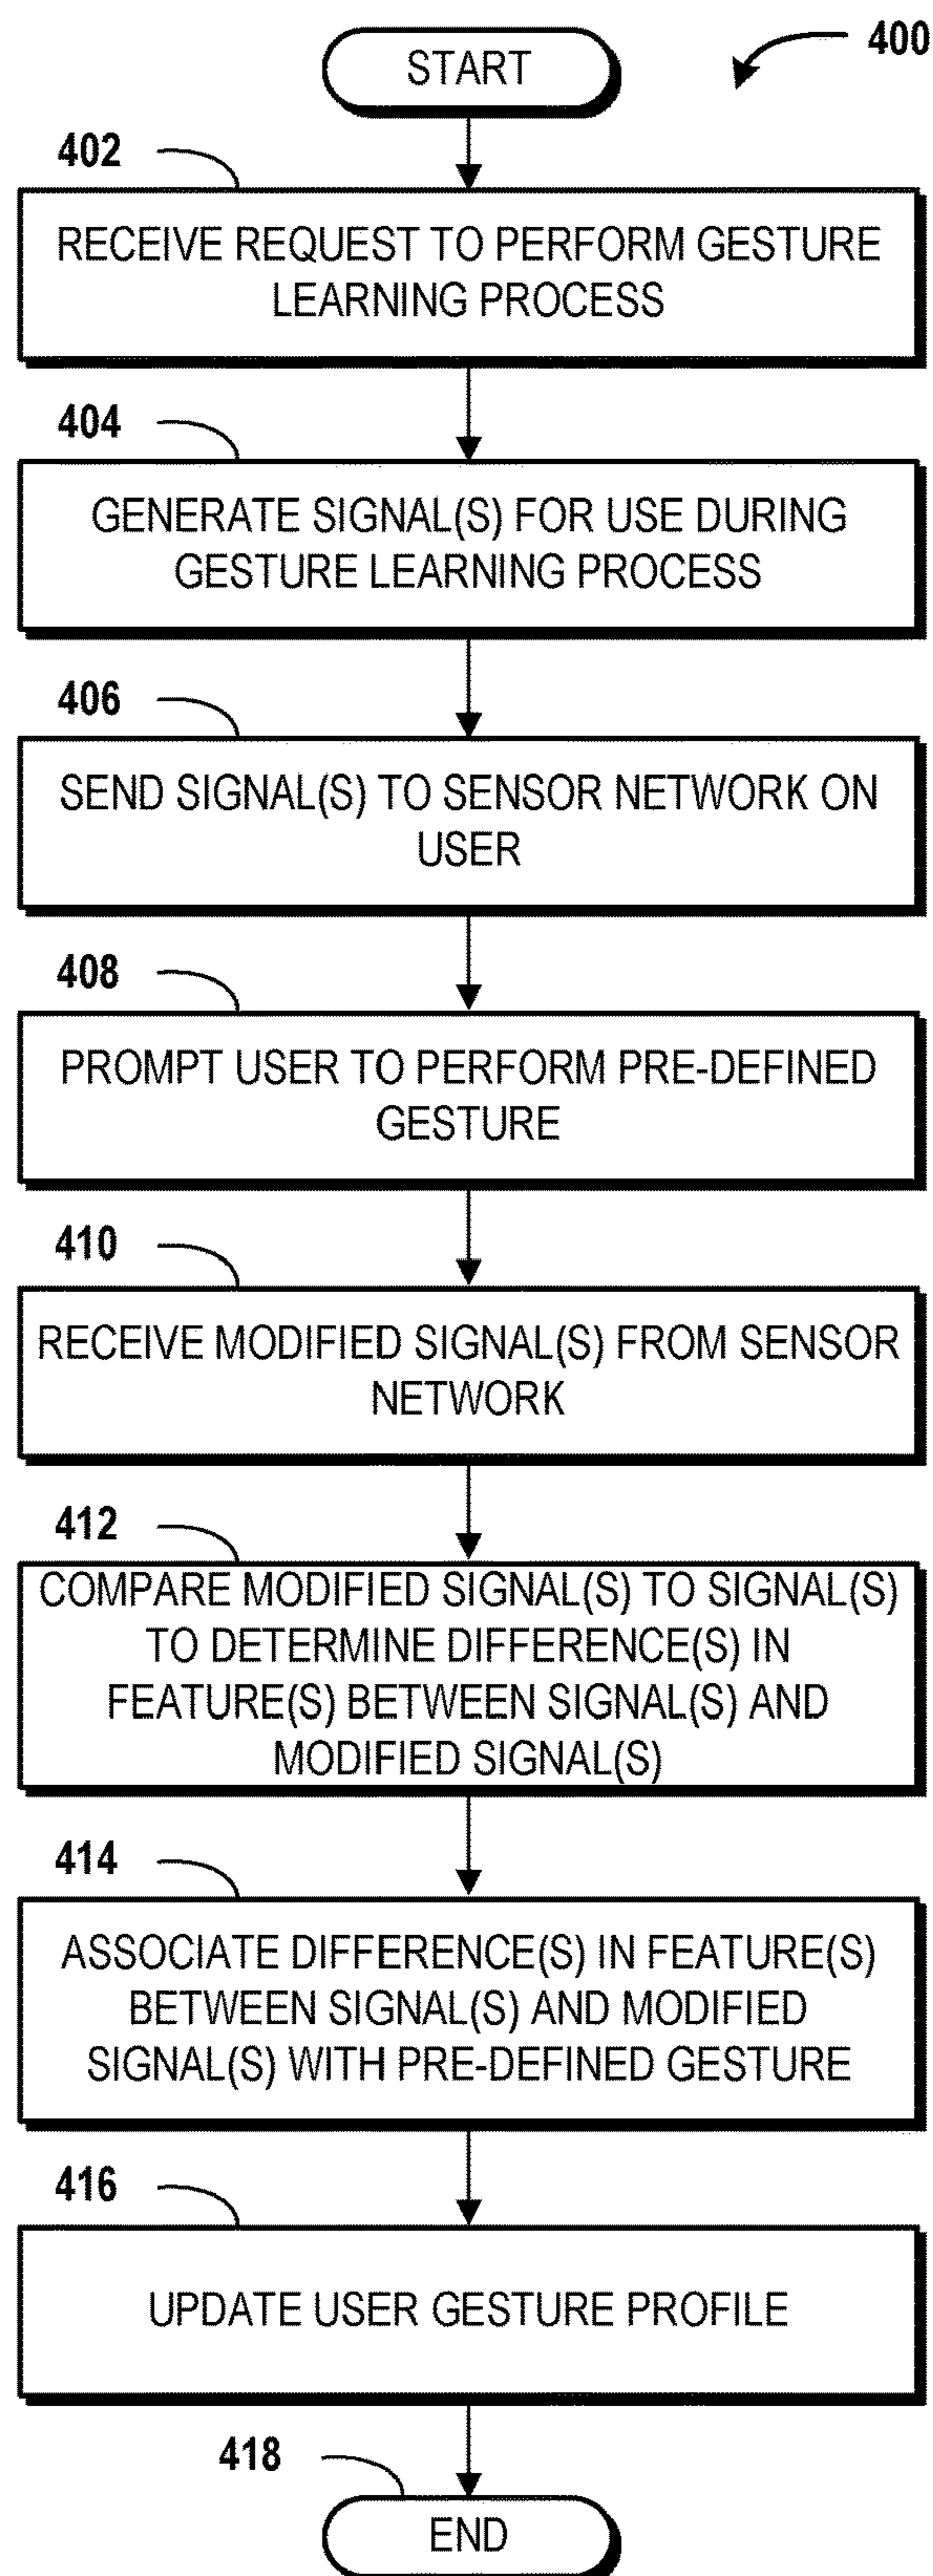 START
400
402
RECEIVE REQUEST TO PERFORM GESTURE
LEARNING PROCESS
404
GENERATE SIGNAL(S) FOR USE DURING
GESTURE LEARNING PROCESS
406
SEND SIGNAL(S) TO SENSOR NETWORK ON
USER
408
PROMPT USER TO PERFORM PRE-DEFINED
GESTURE
410
RECEIVE MODIFIED SIGNAL(S) FROM SENSOR
NETWORK
412
COMPARE MODIFIED SIGNAL(S) TO SIGNAL(S)
TO DETERMINE DIFFERENCE(S) IN
FEATURE(S) BETWEEN SIGNAL(S) AND
MODIFIED SIGNAL(S)
414
ASSOCIATE DIFFERENCE(S) IN FEATURE(S)
BETWEEN SIGNAL(S) AND MODIFIED
SIGNAL(S) WITH PRE-DEFINED GESTURE
416
UPDATE USER GESTURE PROFILE
418
END